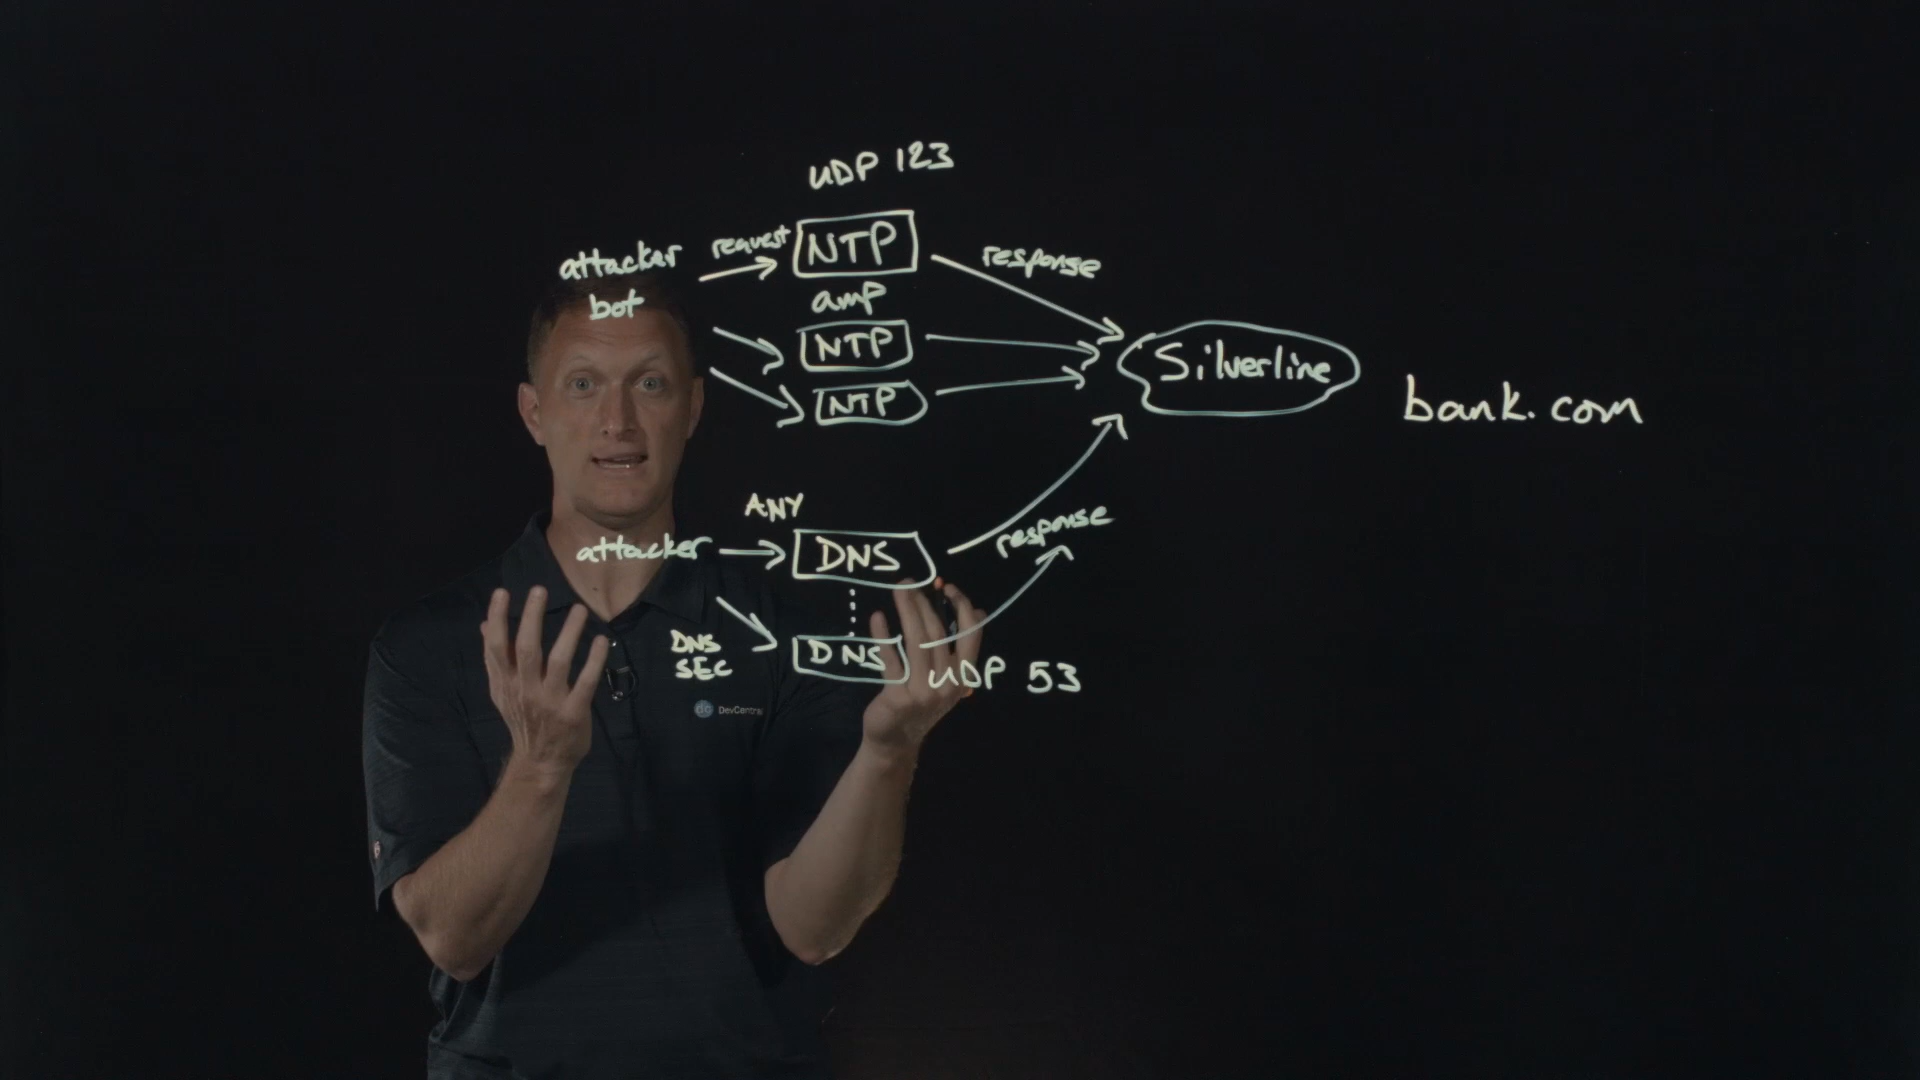 UDP 123
attacker request NTP response
bot amp
NTP
Silverline
NTP
bank.com
ANY
response
attacker DNS
DNS
SEC
DNS
UDP 53
dc DevCentral